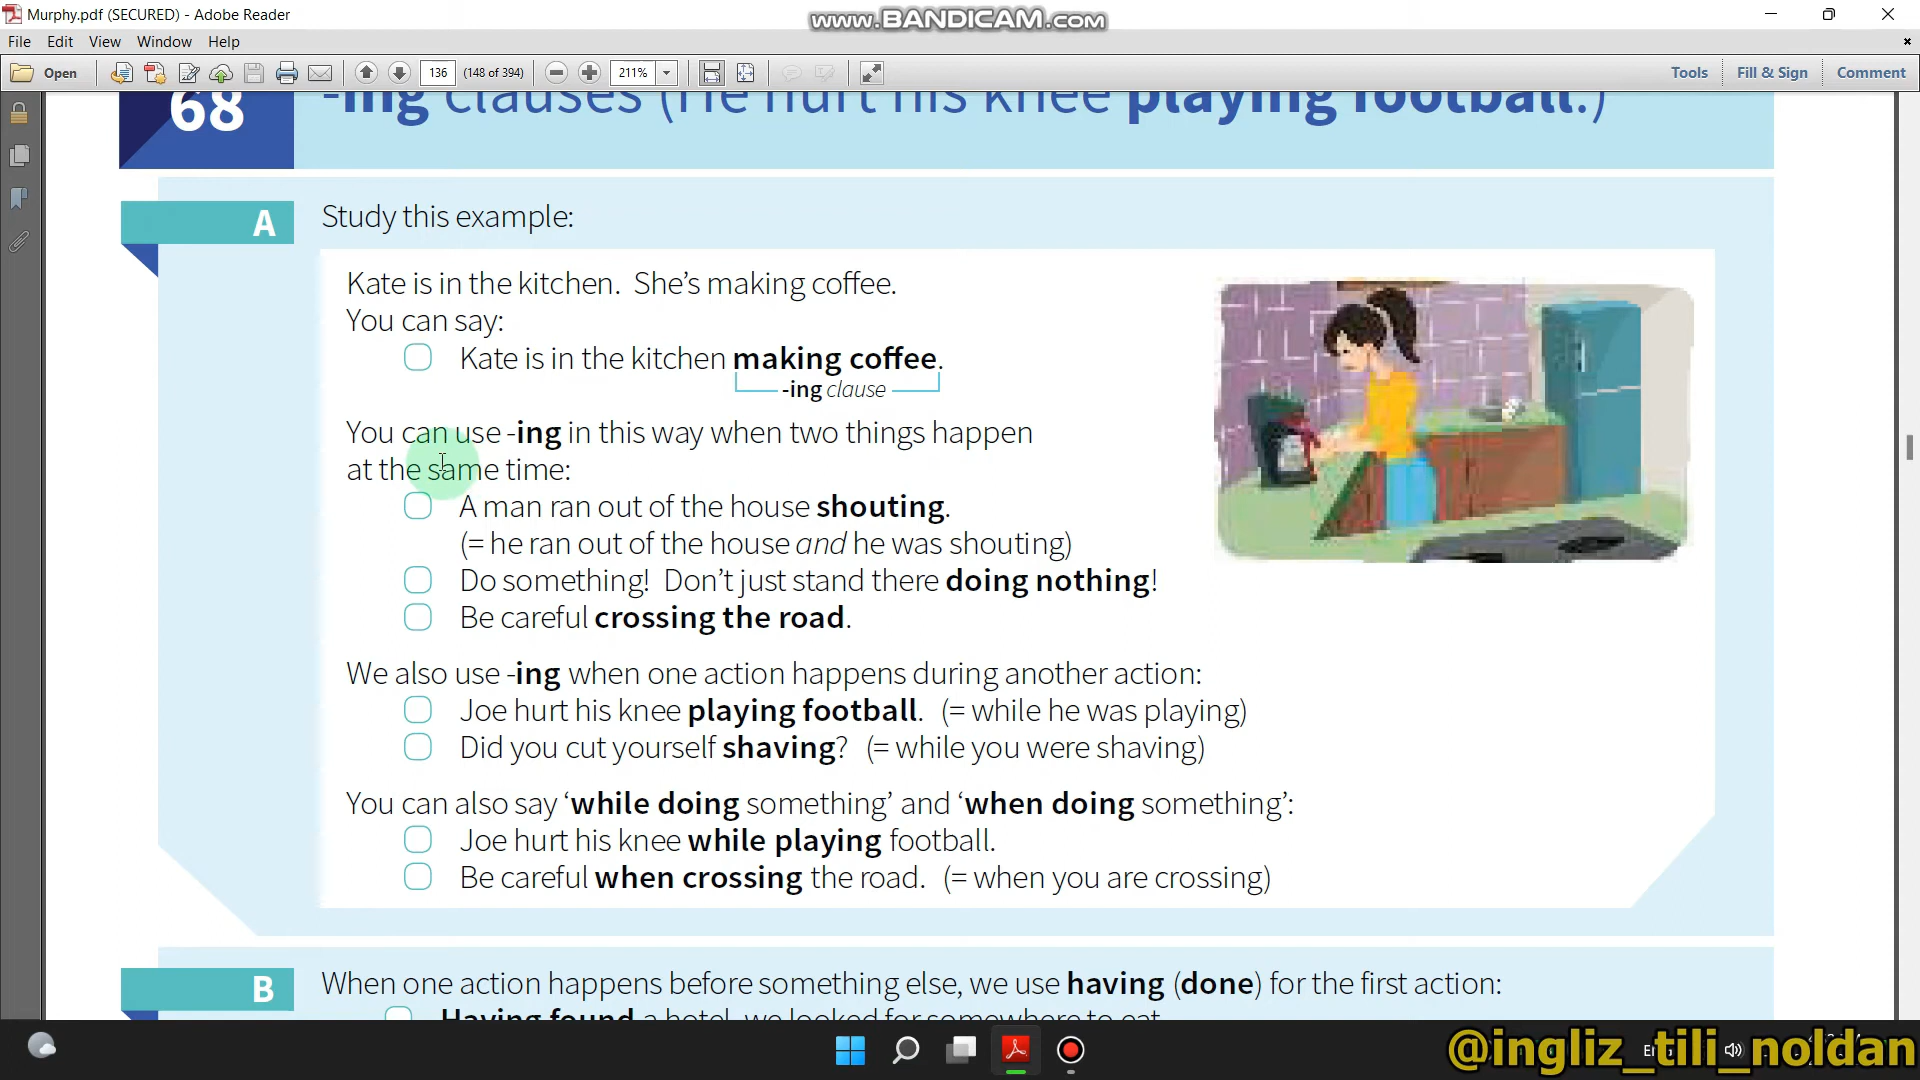 Murphy.pdf (SECURED) - Adobe Reader
www.BANDICAM.com
File Edit View Window Help
Open 136 (148 of 394) 211% Tools Fill & Sign Comment
68 -ing clauses (He hurt his knee playing football.)
A Study this example:
Kate is in the kitchen. She's making coffee.
You can say:
Kate is in the kitchen making coffee.
-ing clause
You can use -ing in this way when two things happen
at the same time:
A man ran out of the house shouting.
(= he ran out of the house and he was shouting)
Do something! Don't just stand there doing nothing!
Be careful crossing the road.
We also use -ing when one action happens during another action:
Joe hurt his knee playing football. (= while he was playing)
Did you cut yourself shaving? (= while you were shaving)
You can also say ‘while doing something’ and ‘when doing something’:
Joe hurt his knee while playing football.
Be careful when crossing the road. (= when you are crossing)
B When one action happens before something else, we use having (done) for the first action:
Having found a hotel, we looked for somewhere to eat.
@ingliz_tili_noldan